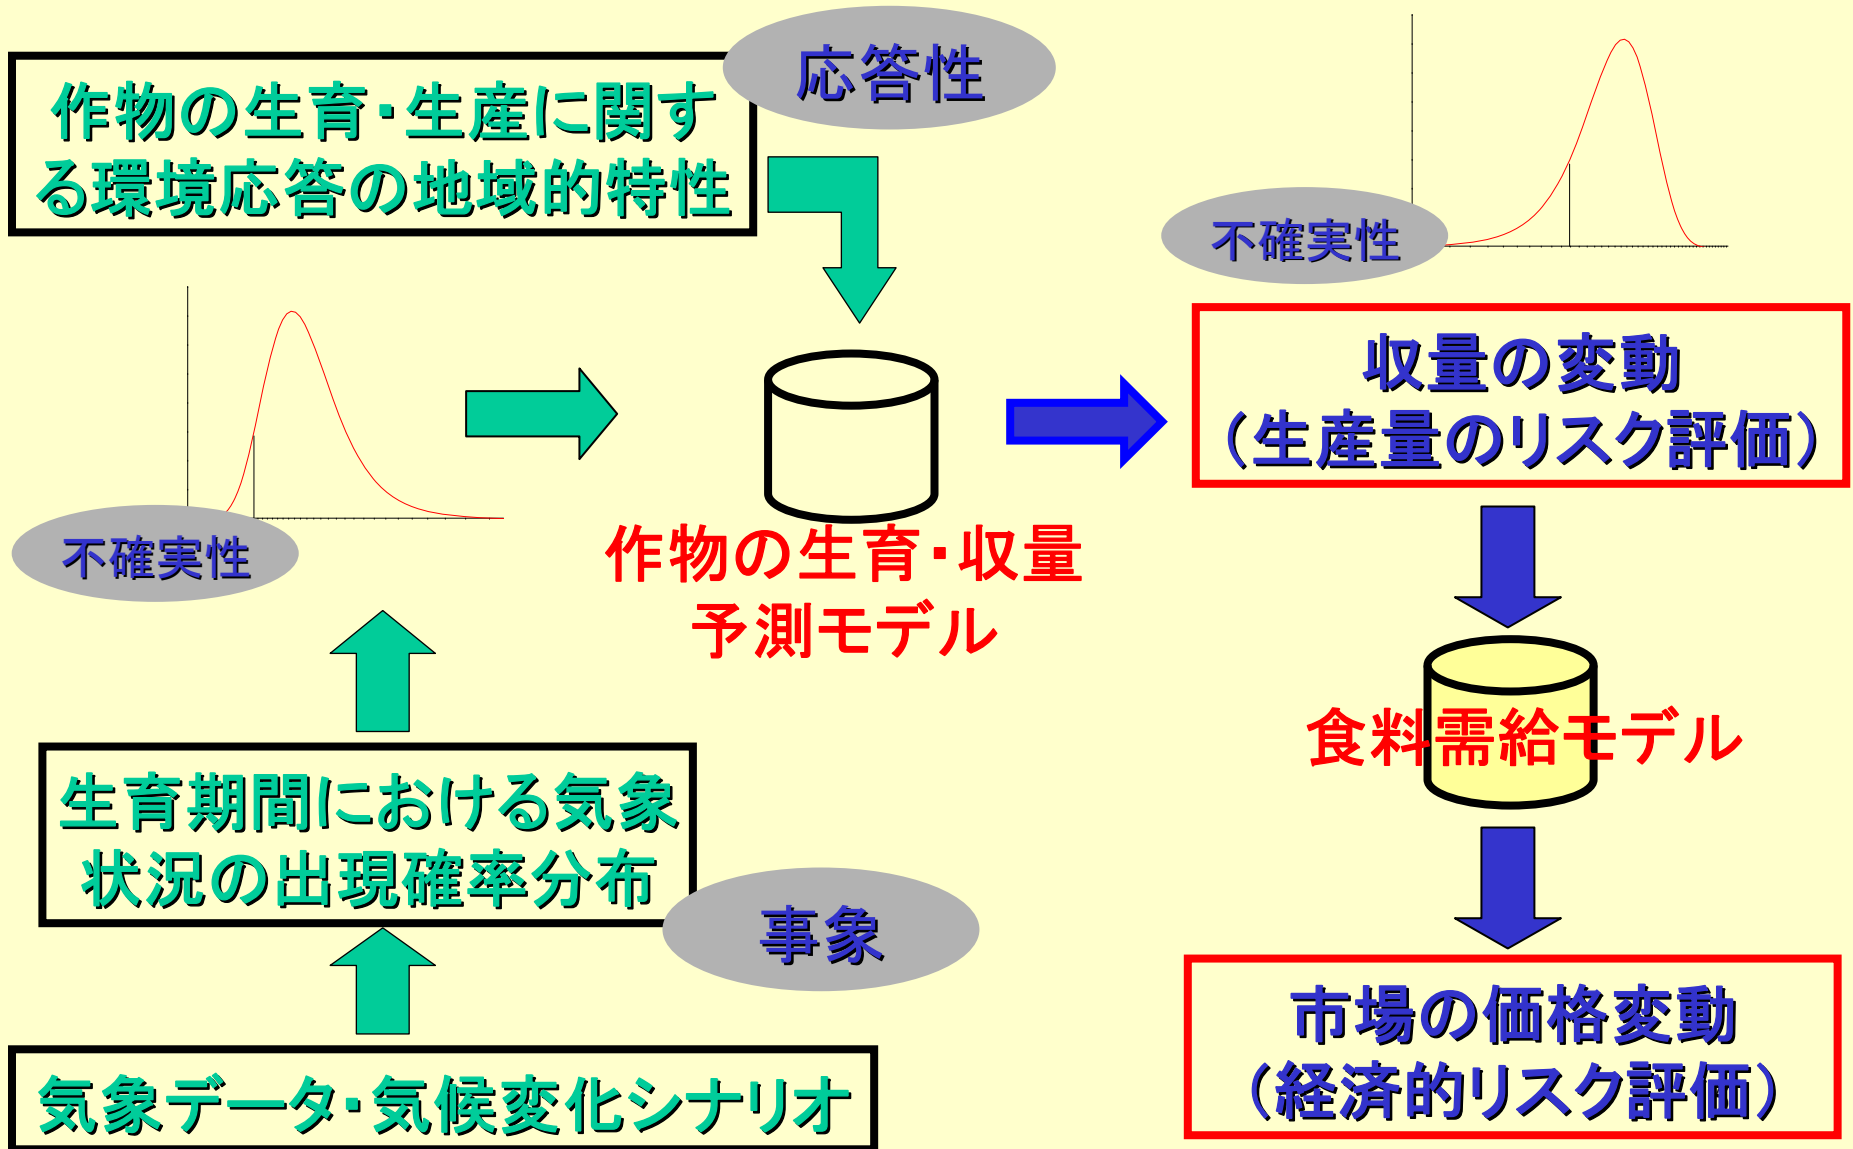 応答性
作物の生育・生産に関す
る環境応答の地域的特性
不確実性
収量の変動
（生産量のリスク評価）
不確実性
作物の生育・収量
予測モデル
食料需給モデル
生育期間における気象
状況の出現確率分布
事象
市場の価格変動
（経済的リスク評価）
気象データ・気候変化シナリオ